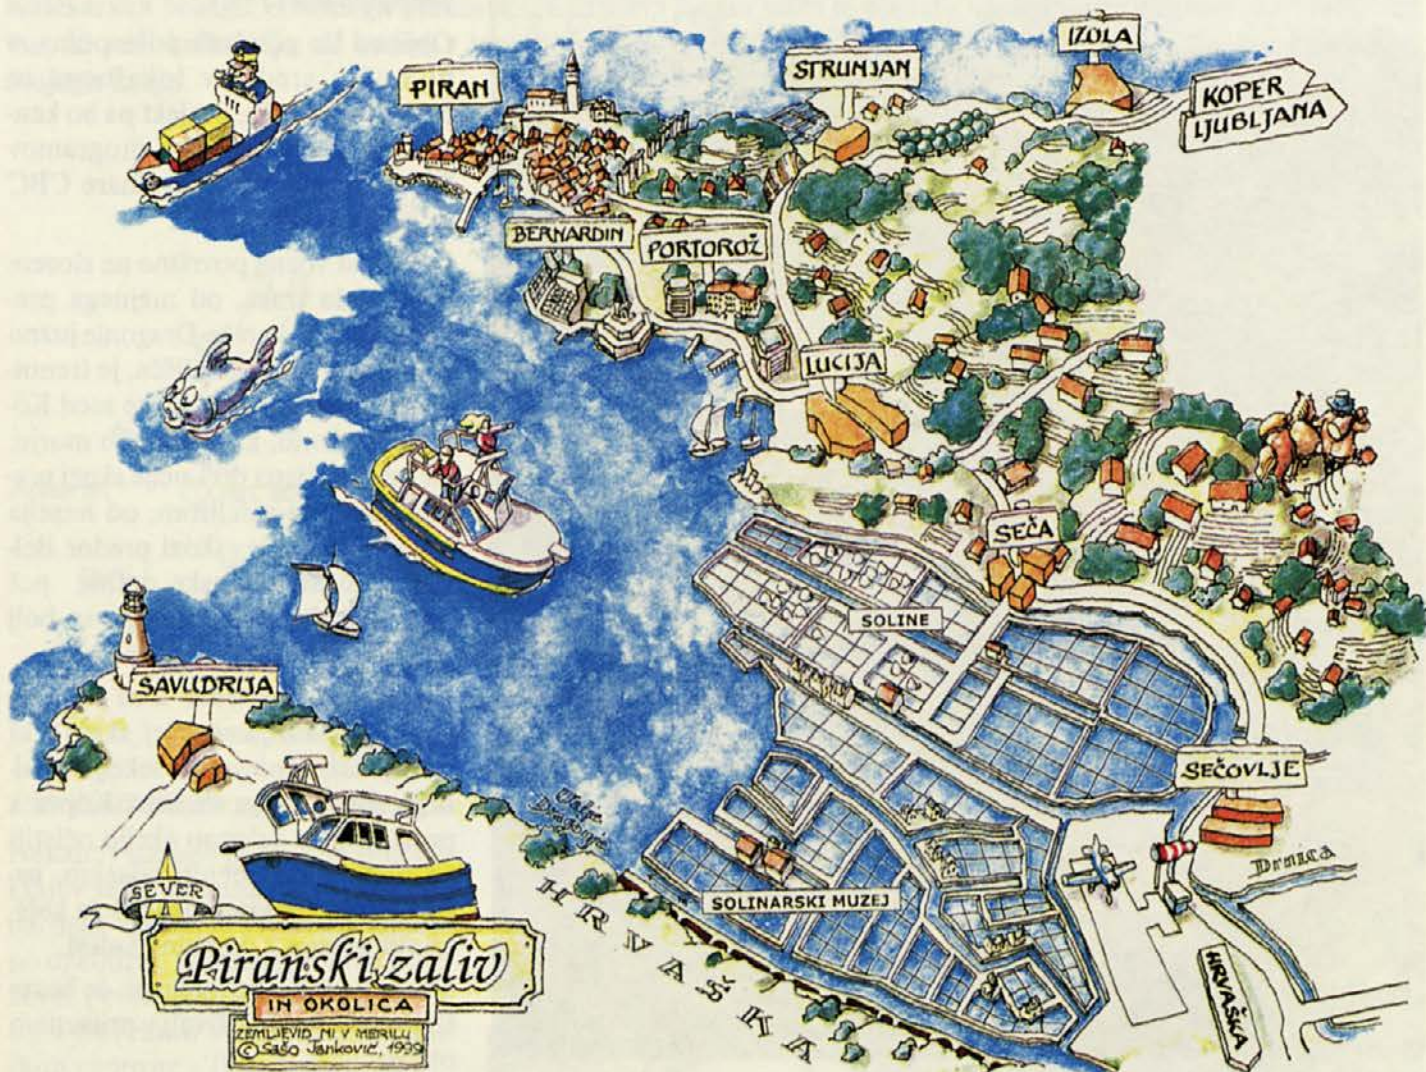 IZOLA
STRUNJAN
PIRAN
KOPER
LJUBLJANA
BERNARDIN
PORTOROŽ
LUCIJA
SEČA
SOLINE
SAVUDRIJA
SEČOVLJE
Drnica
SEVER
SOLINARSKI MUZEJ
HRVAŠKA
HRVAŠKA
Piranski zaliv
IN OKOLICA
ZEMLJEVID NI V MERILU
© Sašo Jankovič, 1999